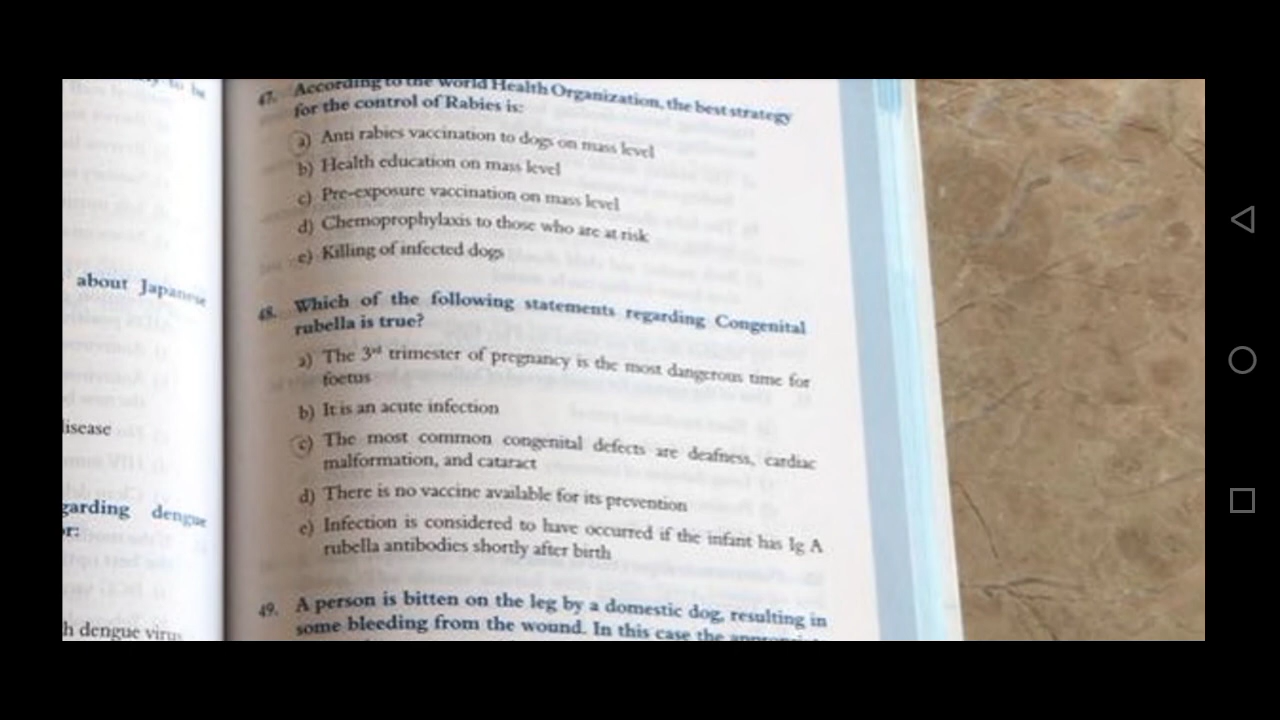 about Japanese
disease
garding dengue
or:
h dengue virus
47. According to the World Health Organization, the best strategy
for the control of Rabies is:
a) Anti rabies vaccination to dogs on mass level
b) Health education on mass level
c) Pre-exposure vaccination on mass level
d) Chemoprophylaxis to those who are at risk
e) Killing of infected dogs
48. Which of the following statements regarding Congenital
rubella is true?
a) The 3rd trimester of pregnancy is the most dangerous time for
foetus
b) It is an acute infection
c) The most common congenital defects are deafness, cardiac
malformation, and cataract
d) There is no vaccine available for its prevention
e) Infection is considered to have occurred if the infant has Ig A
rubella antibodies shortly after birth
49. A person is bitten on the leg by a domestic dog, resulting in
some bleeding from the wound. In this case the